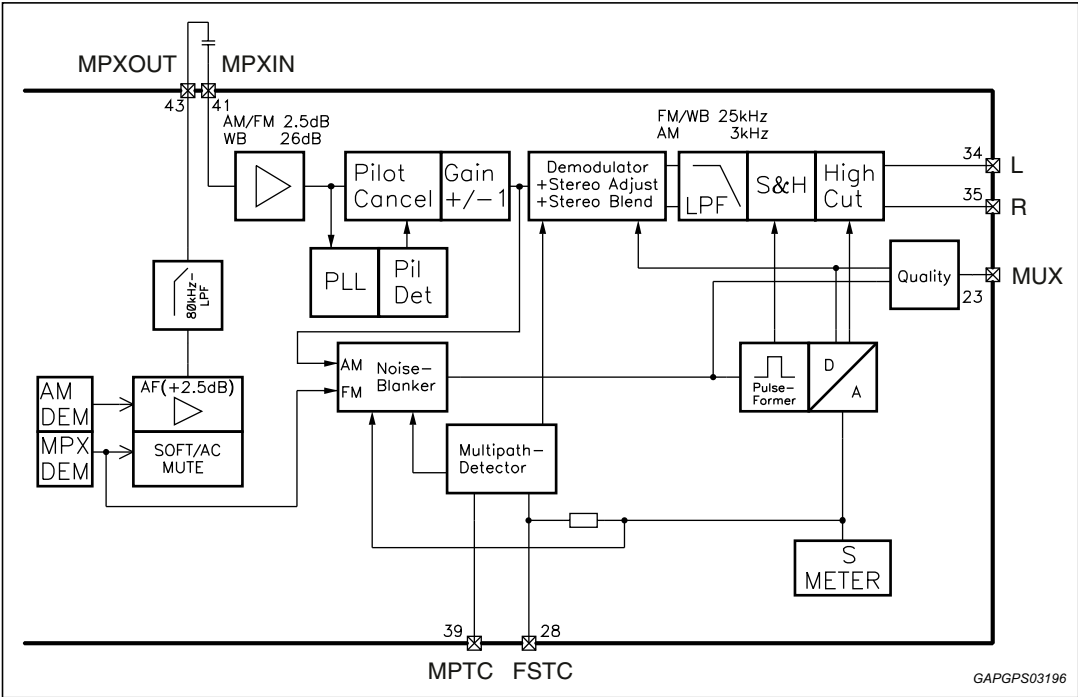 MPXOUT MPXIN
43 41
AM/FM 2.5dB
WB 26dB
FM/WB 25kHz
AM 3kHz
Pilot
Cancel
Gain
+/-1
Demodulator
+Stereo Adjust
+Stereo Blend
LPF
S&H
High
Cut
34
L
35
R
PLL
Pil
Det
Quality
MUX
23
80kHz-
LPF
AM
FM
Noise-
Blanker
Pulse-
Former
D
A
AM
DEM
AF(+2.5dB)
MPX
DEM
SOFT/AC
MUTE
Multipath-
Detector
S
METER
39 28
MPTC FSTC
GAPGPS03196